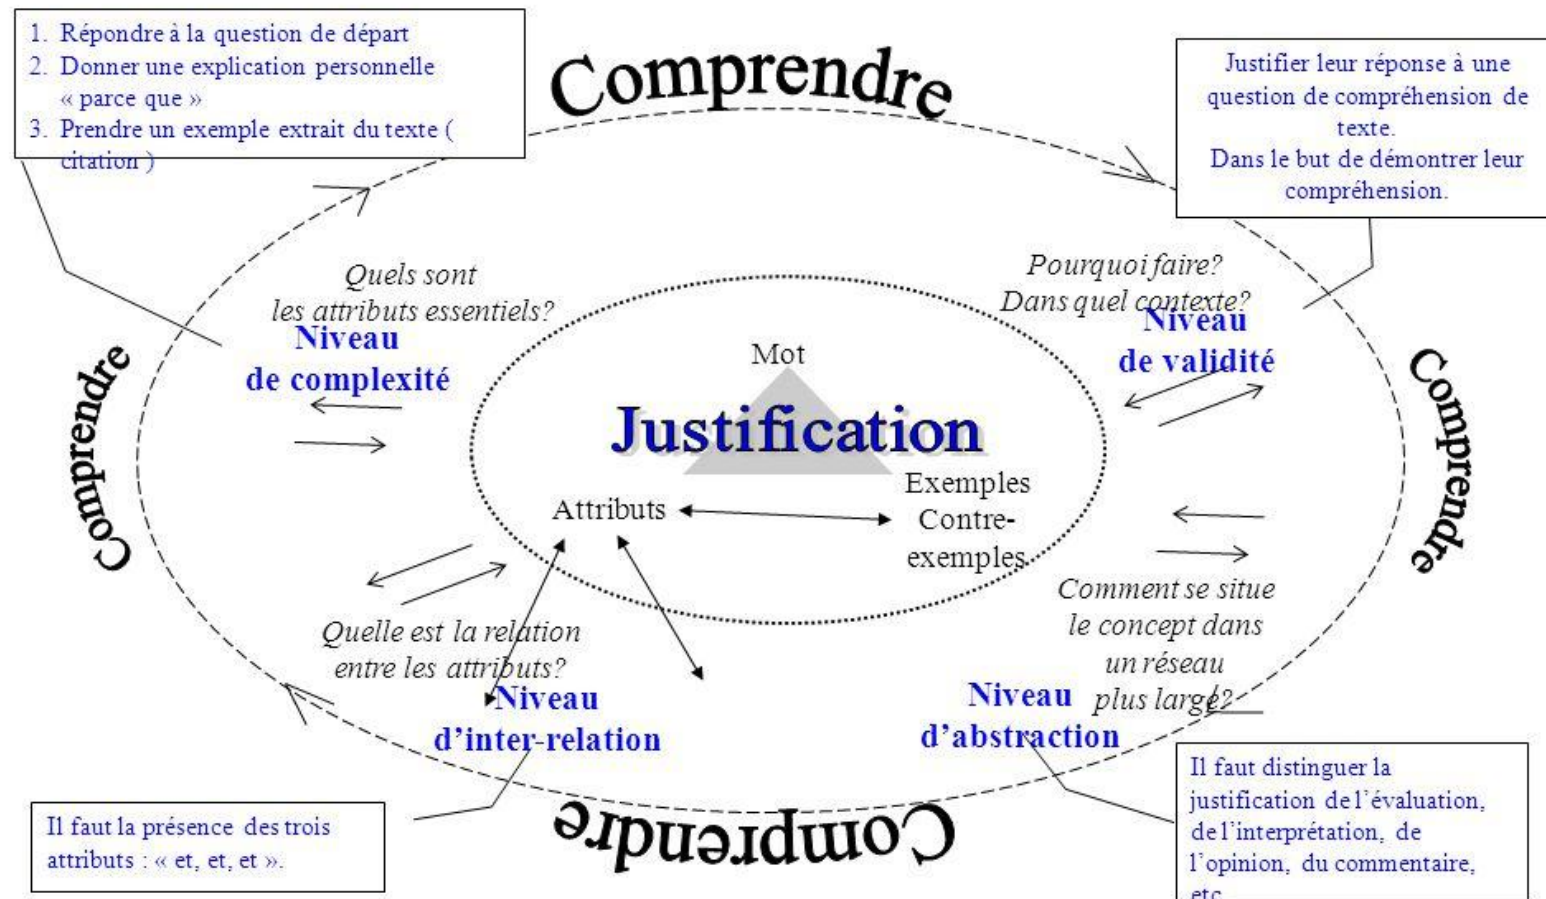 1. Répondre à la question de départ
2. Donner une explication personnelle
« parce que »
3. Prendre un exemple extrait du texte (
citation )
Comprendre
Justifier leur réponse à une
question de compréhension de
texte.
Dans le but de démontrer leur
compréhension.
Quels sont
les attributs essentiels?
Niveau
de complexité
Pourquoi faire?
Dans quel contexte?
Niveau
de validité
Comprendre
Mot
Justification
Attributs
Exemples
Contre-
exemples
Comprendre
Quelle est la relation
entre les attributs?
Niveau
d’inter-relation
Comment se situe
le concept dans
un réseau
plus large?
Niveau
d’abstraction
Il faut la présence des trois
attributs : « et, et, et ».
Comprendre
Il faut distinguer la
justification de l’évaluation,
de l’interprétation, de
l’opinion, du commentaire,
etc